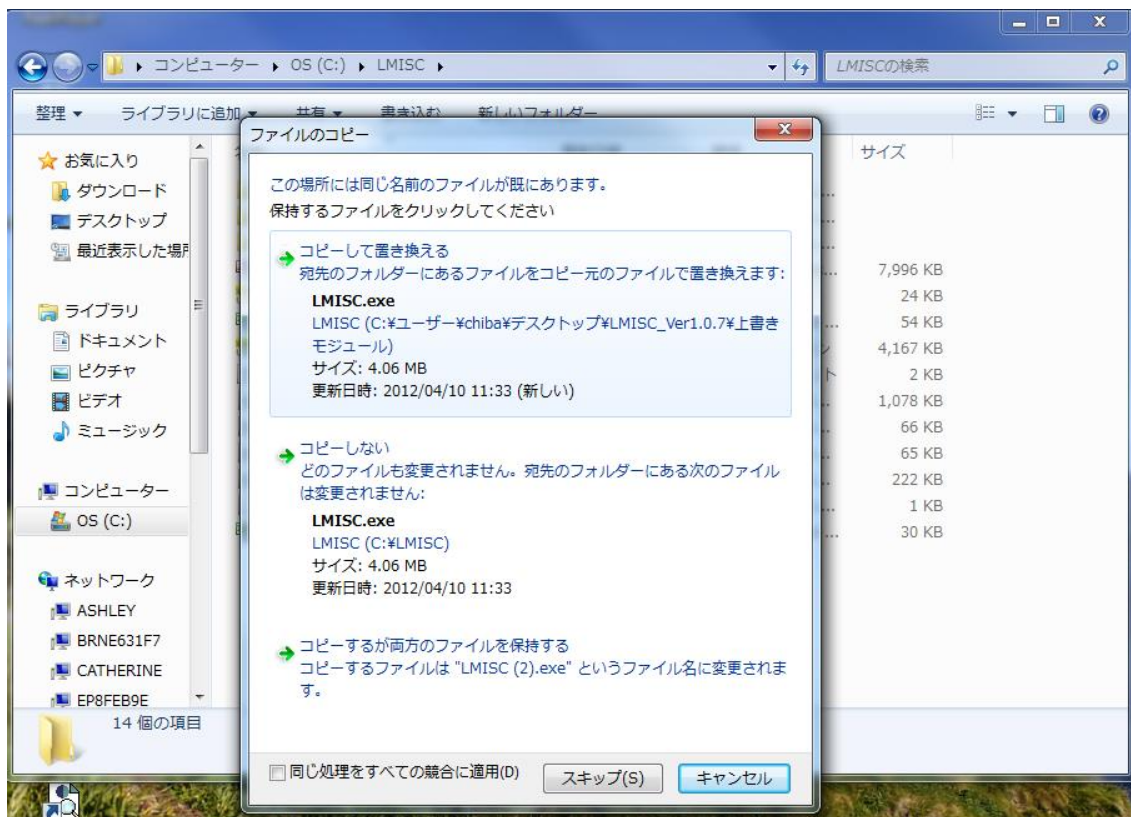 コンピューター ▸ OS (C:) ▸ LMISC ▸
LMISCの検索
整理 ライブラリに追加 共有 書き込む 新しいフォルダー
お気に入り
ダウンロード
デスクトップ
最近表示した場所
ライブラリ
ドキュメント
ピクチャ
ビデオ
ミュージック
コンピューター
OS (C:)
ネットワーク
ASHLEY
BRNE631F7
CATHERINE
EP8FEB9E
14 個の項目
ファイルのコピー
この場所には同じ名前のファイルが既にあります。
保持するファイルをクリックしてください
コピーして置き換える
宛先のフォルダーにあるファイルをコピー元のファイルで置き換えます:
LMISC.exe
LMISC (C:¥ユーザー¥chiba¥デスクトップ¥LMISC_Ver1.0.7¥上書き
モジュール)
サイズ: 4.06 MB
更新日時: 2012/04/10 11:33 (新しい)
コピーしない
どのファイルも変更されません。宛先のフォルダーにある次のファイル
は変更されません:
LMISC.exe
LMISC (C:¥LMISC)
サイズ: 4.06 MB
更新日時: 2012/04/10 11:33
コピーするが両方のファイルを保持する
コピーするファイルは "LMISC (2).exe" というファイル名に変更されま
す。
同じ処理をすべての競合に適用(D)
スキップ(S)
キャンセル
サイズ
7,996 KB
24 KB
54 KB
4,167 KB
2 KB
1,078 KB
66 KB
65 KB
222 KB
1 KB
30 KB